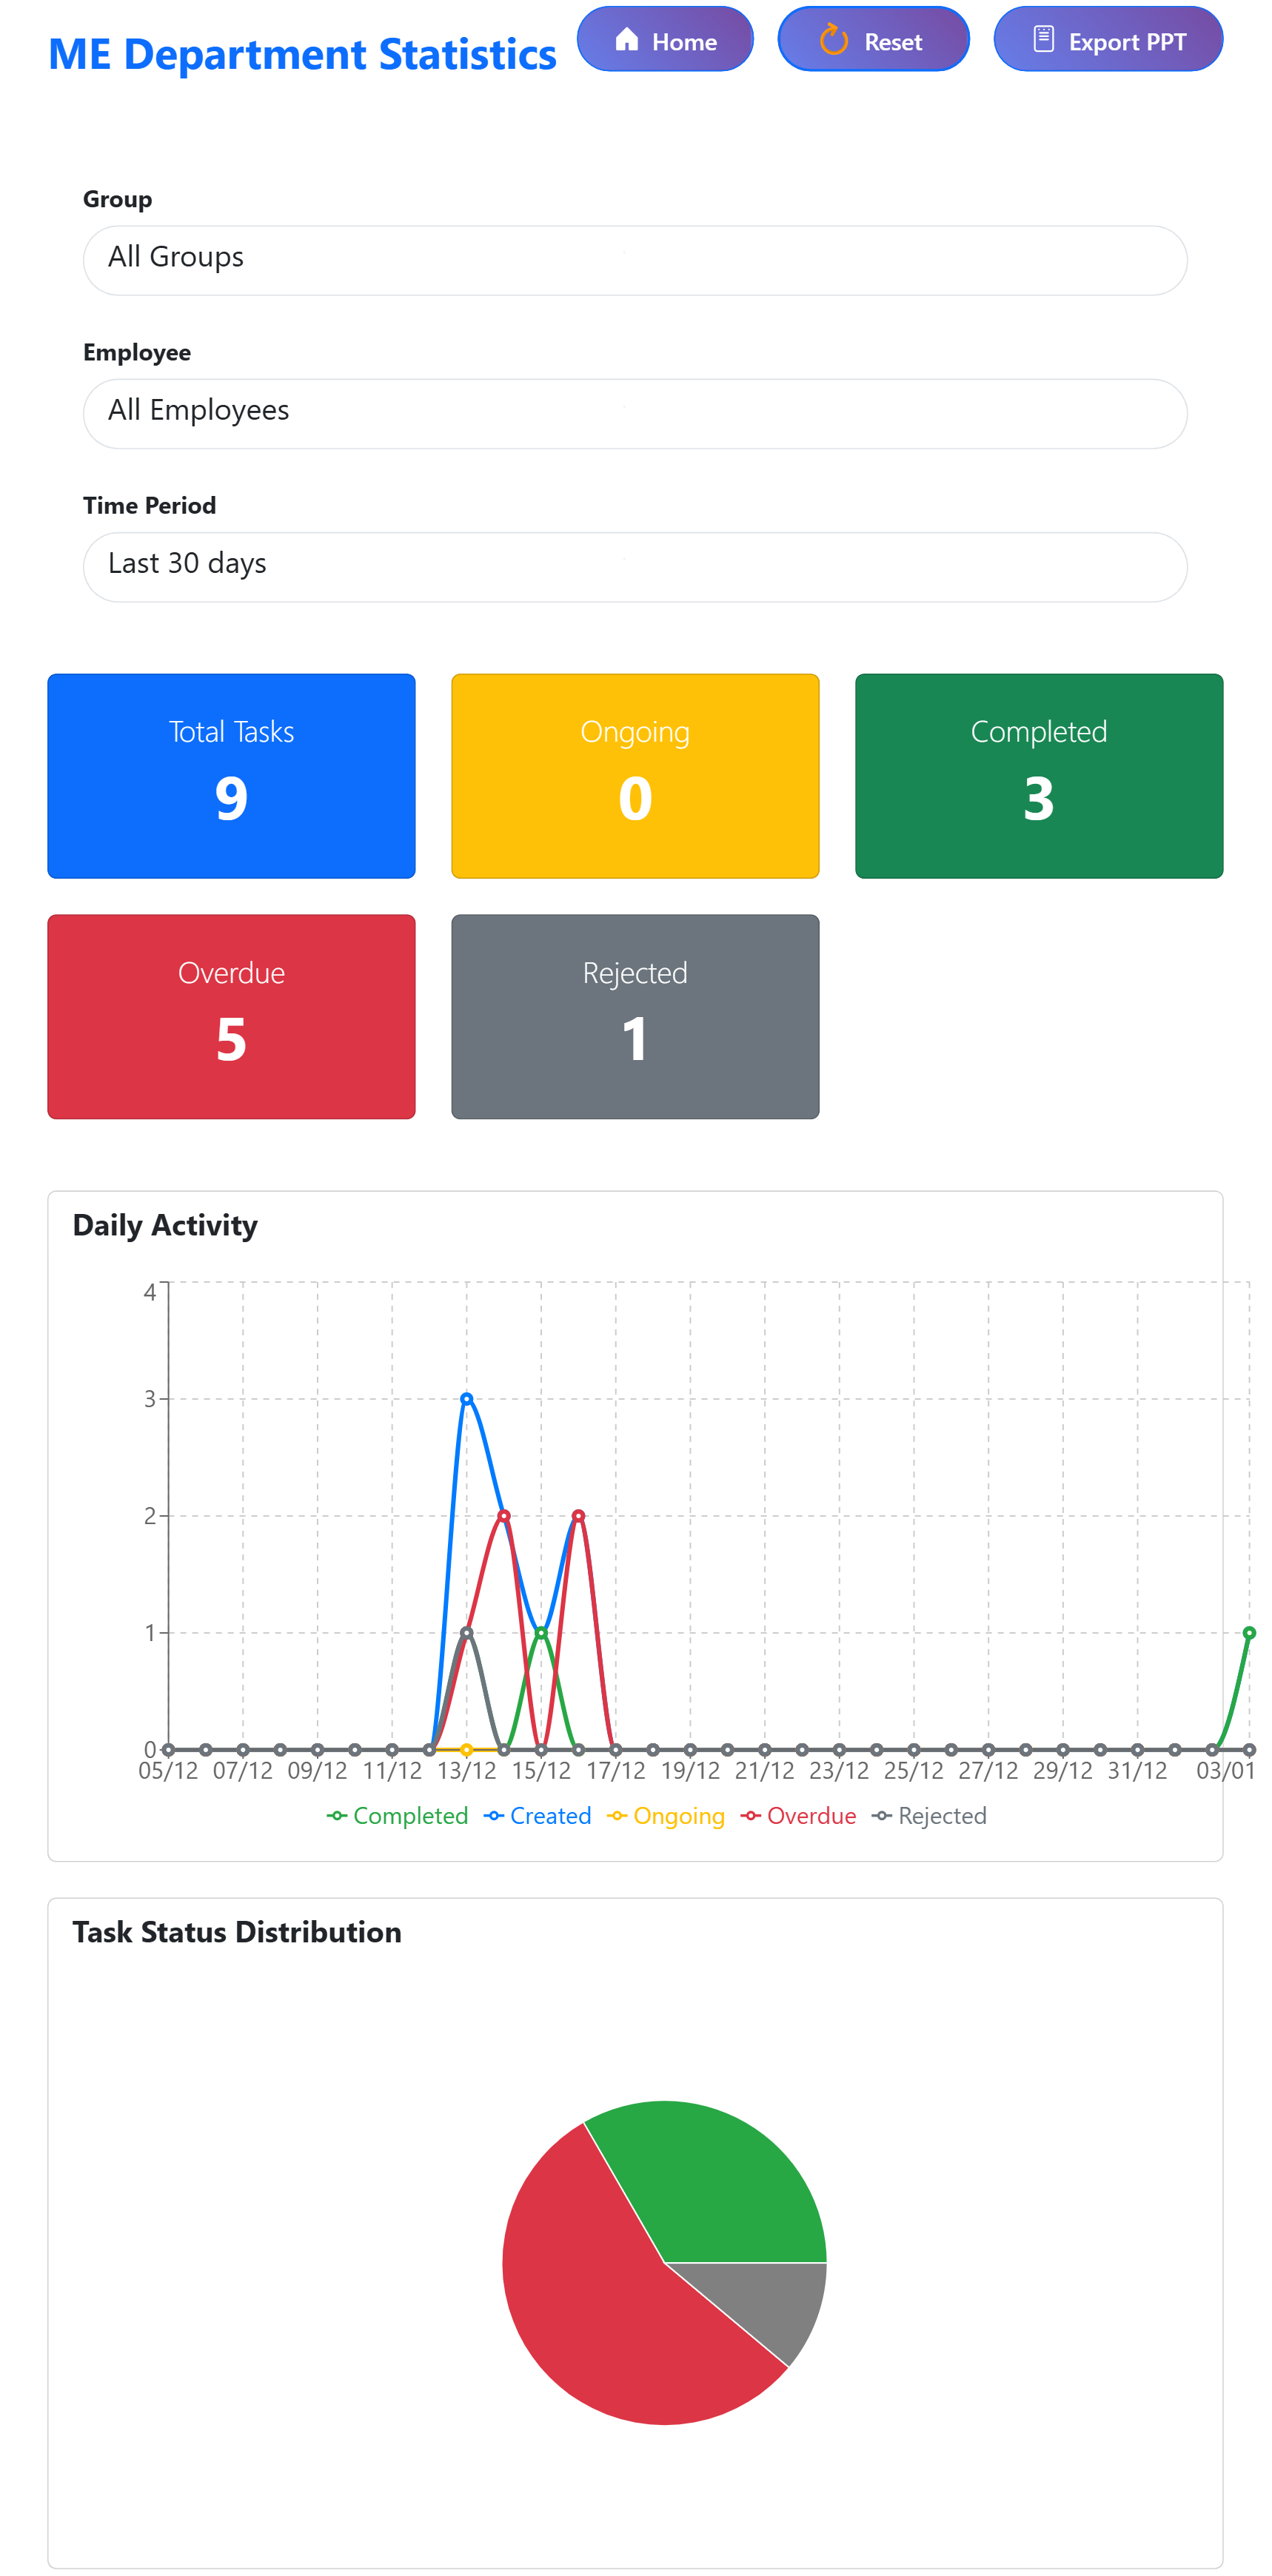 ME Department Statistics
Home
Reset
Export PPT
Group
All Groups
Employee
All Employees
Time Period
Last 30 days
Total Tasks
9
Ongoing
0
Completed
3
Overdue
5
Rejected
1
Daily Activity
4
3
2
1
0
05/12 07/12 09/12 11/12 13/12 15/12 17/12 19/12 21/12 23/12 25/12 27/12 29/12 31/12 03/01
Completed Created Ongoing Overdue Rejected
Task Status Distribution